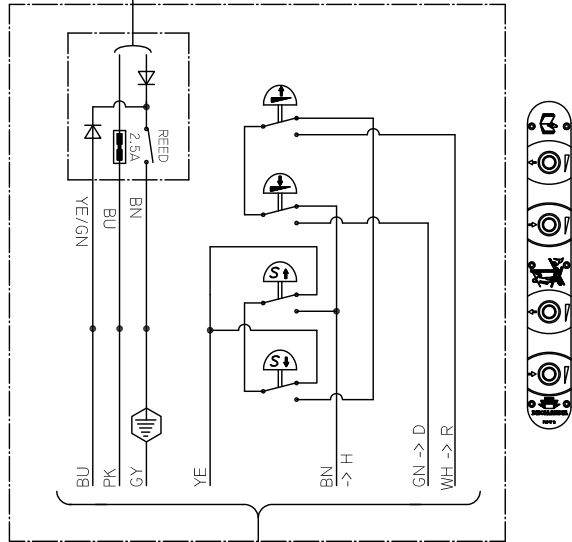 REED
2.5A
YE/GN
BU
BN
S
S
BU
PK
GY
YE
BN
-> H
GN -> D
WH -> R